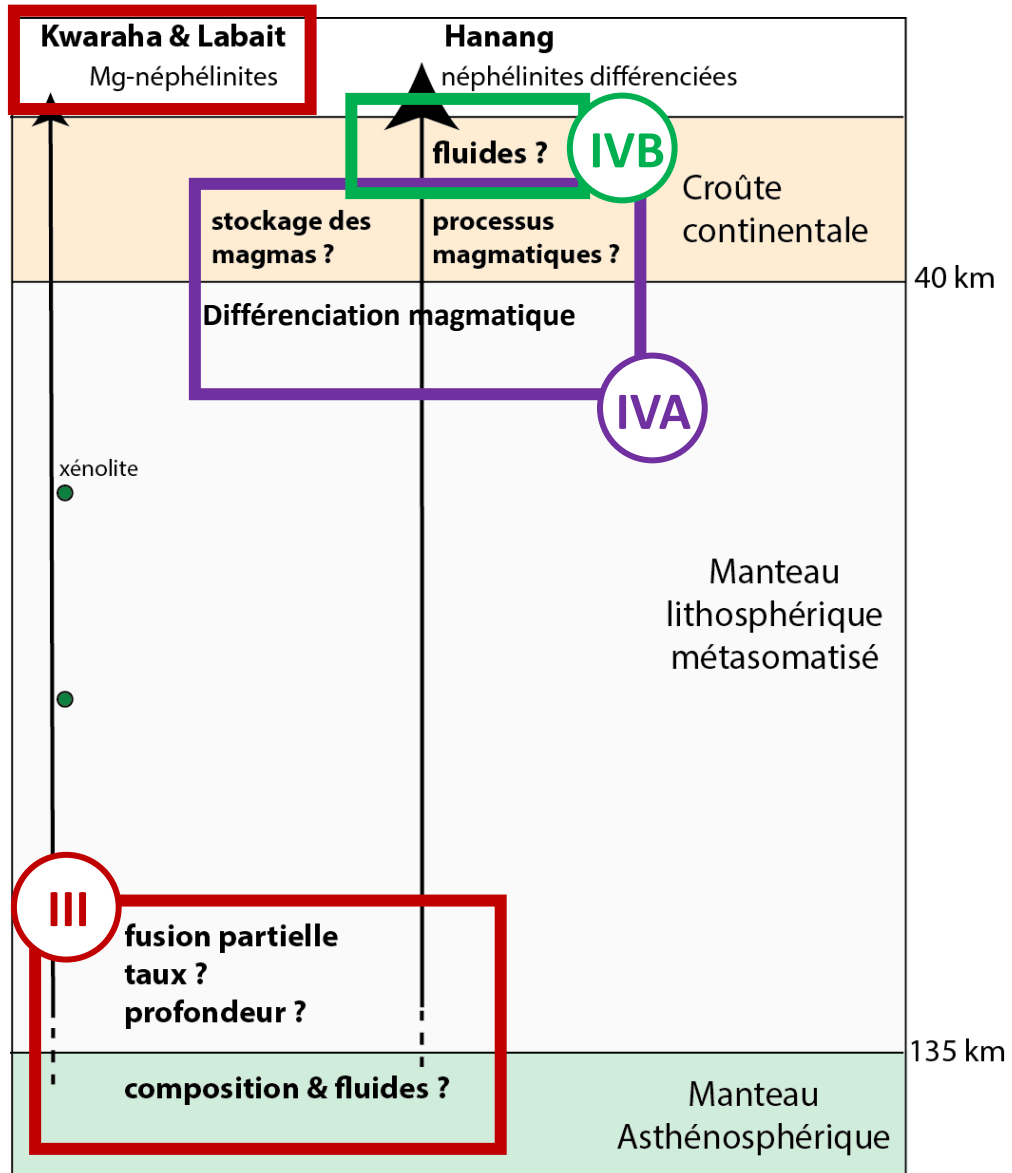 Kwaraha & Labait
Mg-néphélinites
Hanang
néphélinites différenciées
fluides ?
IVB
Croûte
continentale
stockage des
magmas ?
processus
magmatiques ?
40 km
Différenciation magmatique
IVA
xénolite
Manteau
lithosphérique
métasomatisé
III
fusion partielle
taux ?
profondeur ?
135 km
composition & fluides ?
Manteau
Asthénosphérique